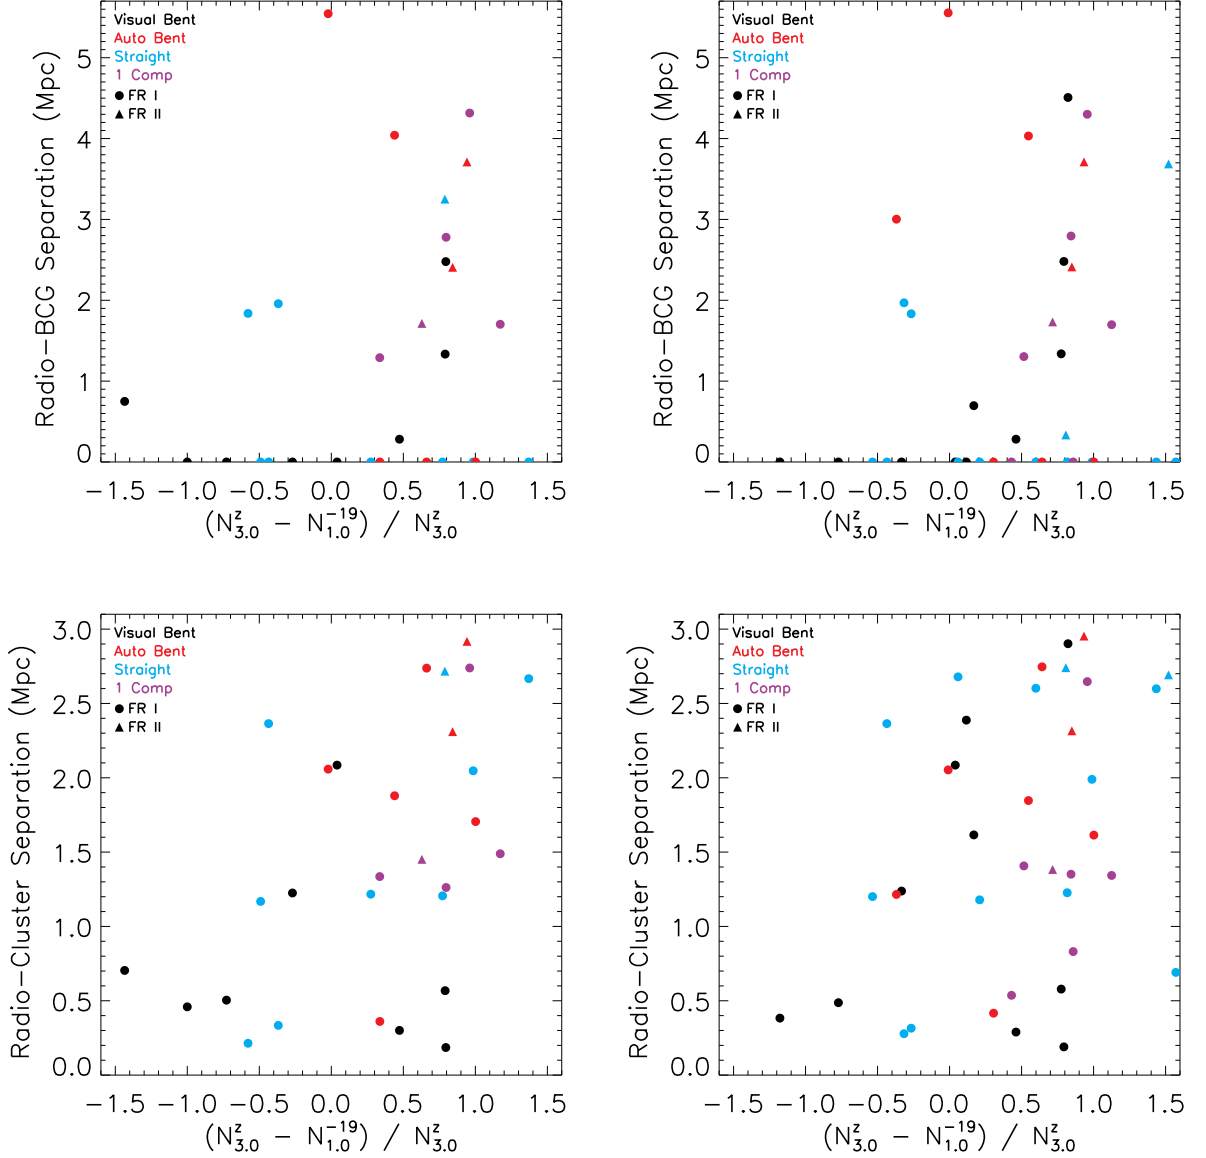 Visual Bent
Auto Bent
Straight
1 Comp
FR I
FR II
5
4
3
2
1
0
Radio-BCG Separation (Mpc)
-1.5 -1.0 -0.5 0.0 0.5 1.0 1.5
(N^z_3.0 - N^-19_1.0) / N^z_3.0
Visual Bent
Auto Bent
Straight
1 Comp
FR I
FR II
5
4
3
2
1
0
Radio-BCG Separation (Mpc)
-1.5 -1.0 -0.5 0.0 0.5 1.0 1.5
(N^z_3.0 - N^-19_1.0) / N^z_3.0
Visual Bent
Auto Bent
Straight
1 Comp
FR I
FR II
3.0
2.5
2.0
1.5
1.0
0.5
0.0
Radio-Cluster Separation (Mpc)
-1.5 -1.0 -0.5 0.0 0.5 1.0 1.5
(N^z_3.0 - N^-19_1.0) / N^z_3.0
Visual Bent
Auto Bent
Straight
1 Comp
FR I
FR II
3.0
2.5
2.0
1.5
1.0
0.5
0.0
Radio-Cluster Separation (Mpc)
-1.5 -1.0 -0.5 0.0 0.5 1.0 1.5
(N^z_3.0 - N^-19_1.0) / N^z_3.0